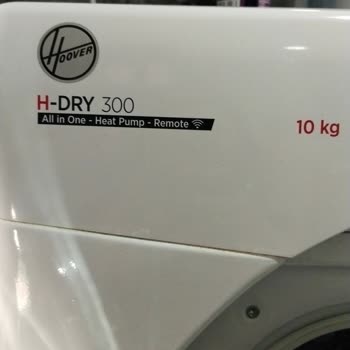 HOOVER
H-DRY 300
All in One - Heat Pump - Remote
10 kg